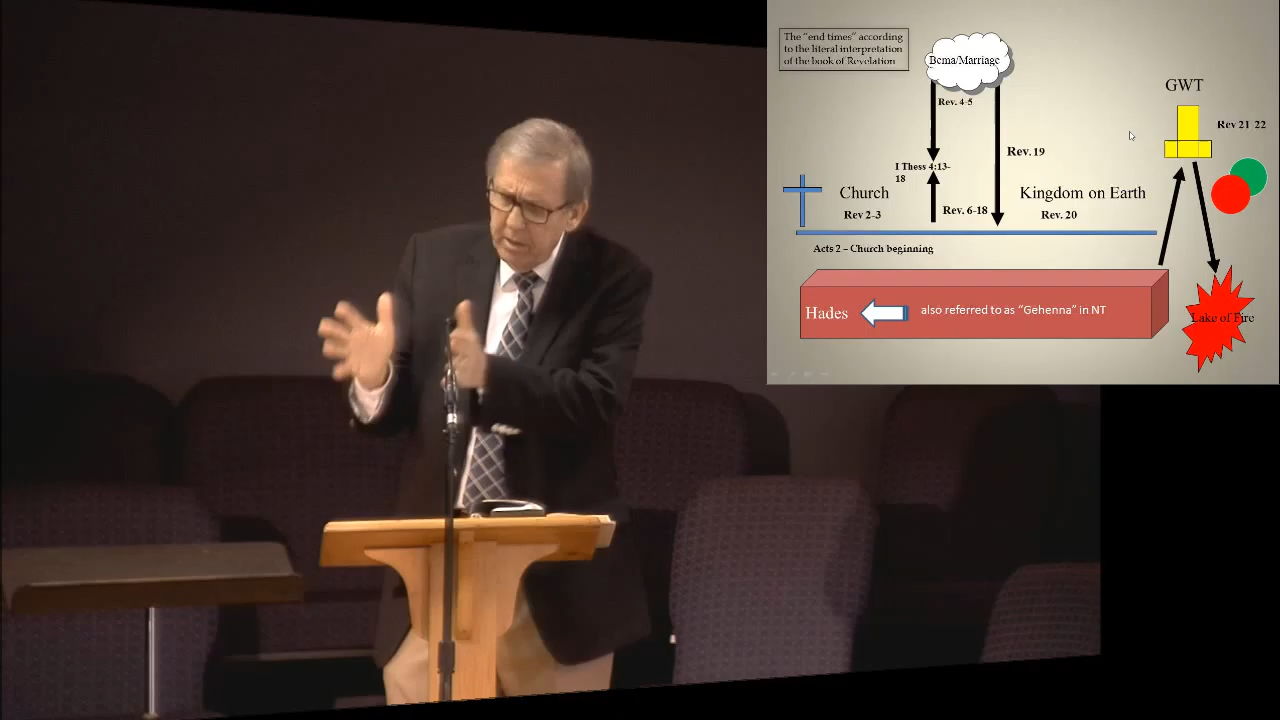 The "end times" according
to the literal interpretation
of the book of Revelation
Bema/Marriage
Rev. 4-5
GWT
Rev 21-22
I Thess 4:13-
18
Rev. 19
Church
Rev 2-3
Rev. 6-18
Kingdom on Earth
Rev. 20
Acts 2 – Church beginning
Hades
also referred to as "Gehenna" in NT
Lake of Fire